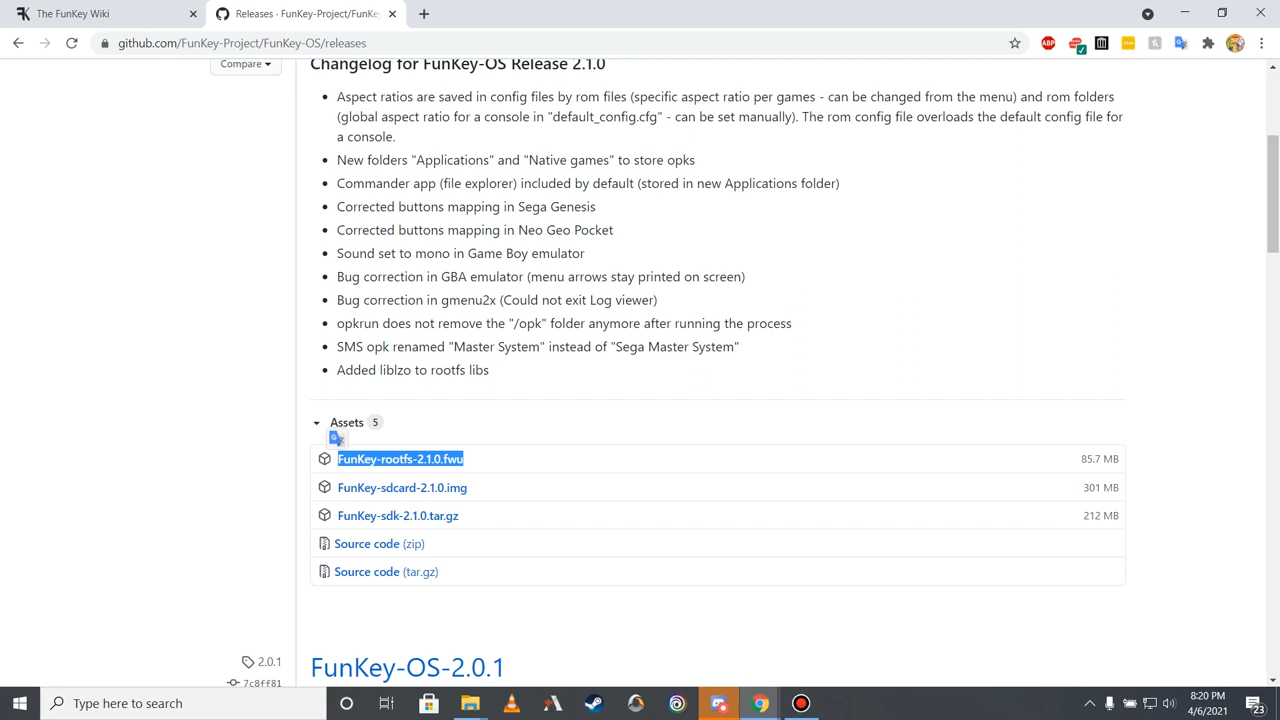 The FunKey Wiki
Releases · FunKey-Project/FunKey
github.com/FunKey-Project/FunKey-OS/releases
ABP
Compare
Changelog for FunKey-OS Release 2.1.0
• Aspect ratios are saved in config files by rom files (specific aspect ratio per games - can be changed from the menu) and rom folders
(global aspect ratio for a console in "default_config.cfg" - can be set manually). The rom config file overloads the default config file for
a console.
• New folders "Applications" and "Native games" to store opks
• Commander app (file explorer) included by default (stored in new Applications folder)
• Corrected buttons mapping in Sega Genesis
• Corrected buttons mapping in Neo Geo Pocket
• Sound set to mono in Game Boy emulator
• Bug correction in GBA emulator (menu arrows stay printed on screen)
• Bug correction in gmenu2x (Could not exit Log viewer)
• opkrun does not remove the "/opk" folder anymore after running the process
• SMS opk renamed "Master System" instead of "Sega Master System"
• Added liblzo to rootfs libs
Assets 5
FunKey-rootfs-2.1.0.fwu 85.7 MB
FunKey-sdcard-2.1.0.img 301 MB
FunKey-sdk-2.1.0.tar.gz 212 MB
Source code (zip)
Source code (tar.gz)
2.0.1
FunKey-OS-2.0.1
7c8ff81
Type here to search
8:20 PM
4/6/2021
23